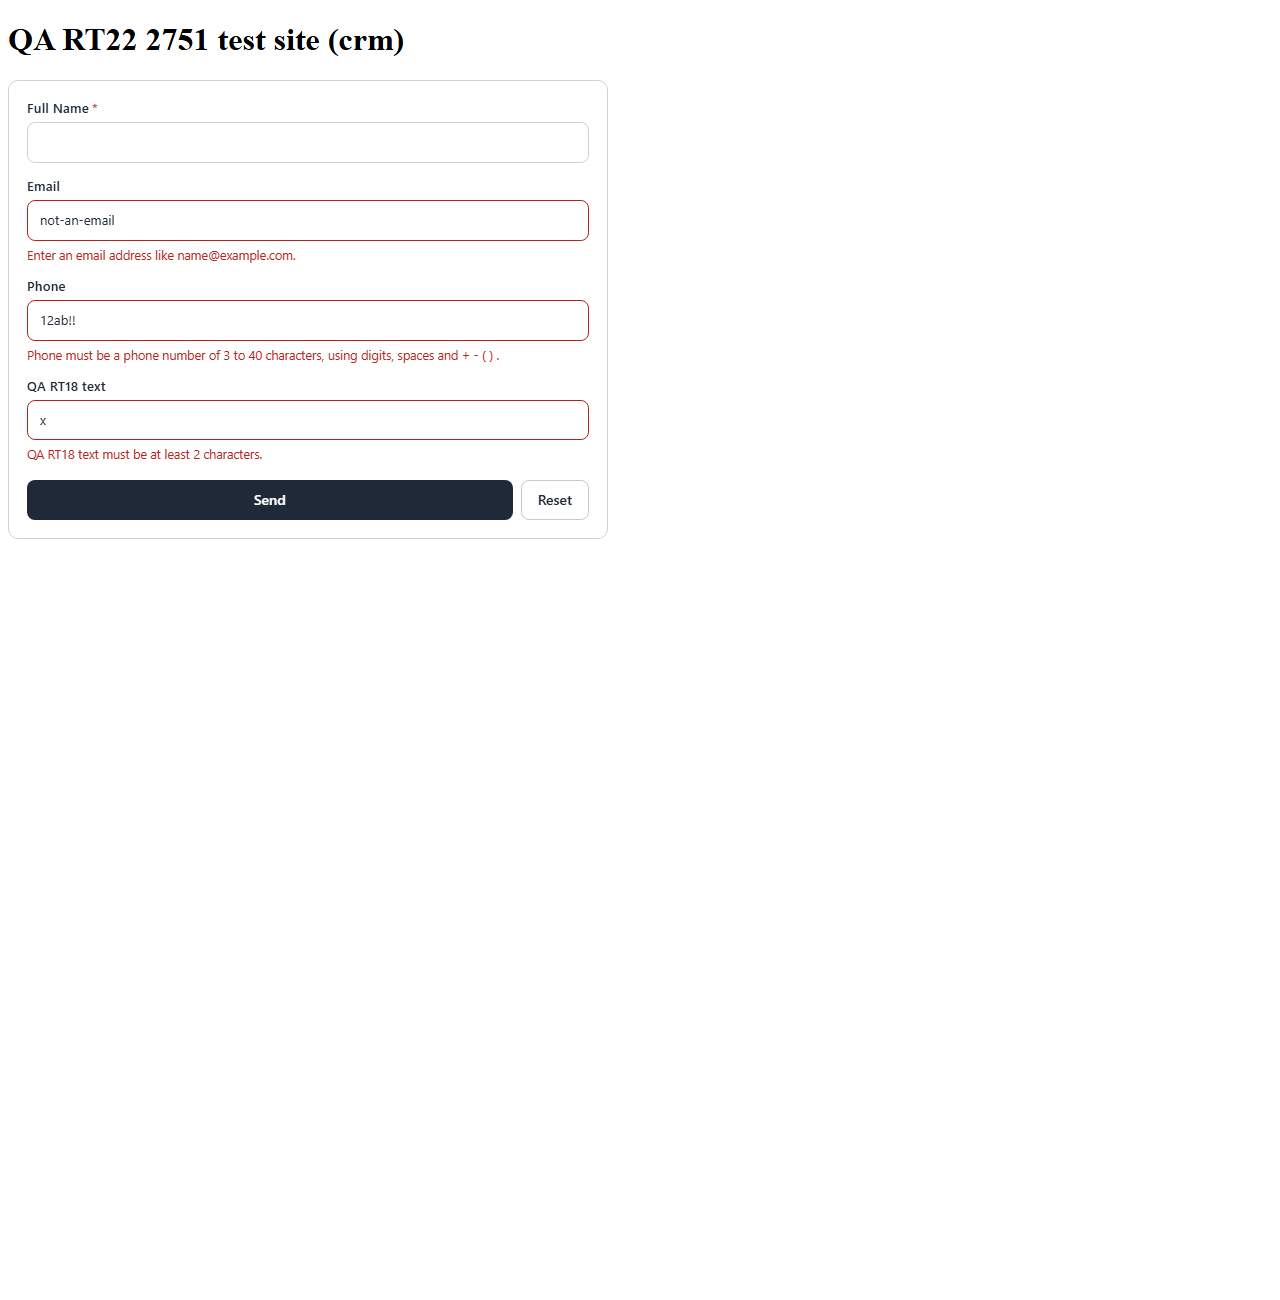 QA RT22 2751 test site (crm)
Full Name *
Email
not-an-email
Enter an email address like name@example.com.
Phone
12ab!!
Phone must be a phone number of 3 to 40 characters, using digits, spaces and + - ( ) .
QA RT18 text
x
QA RT18 text must be at least 2 characters.
Send
Reset